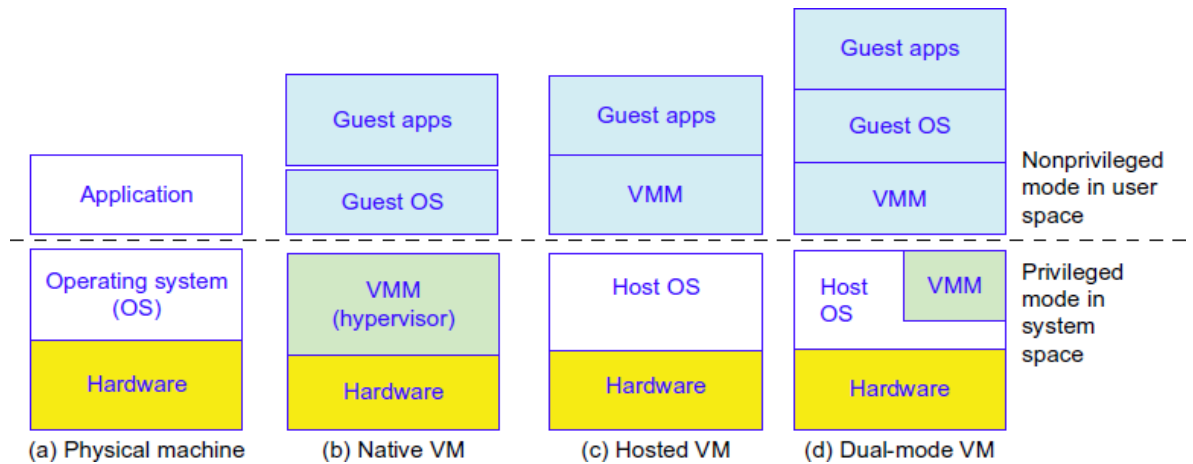 Guest apps
Guest OS
VMM
Nonprivileged
mode in user
space
Guest apps
Guest OS
Guest apps
VMM
Application
Operating system
(OS)
Hardware
VMM
(hypervisor)
Hardware
Host OS
Hardware
Host
OS
VMM
Hardware
Privileged
mode in
system
space
(a) Physical machine
(b) Native VM
(c) Hosted VM
(d) Dual-mode VM